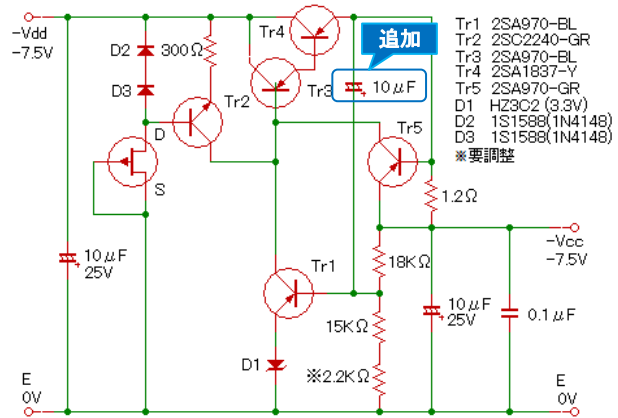 -Vdd
-7.5V
D2
D3
300Ω
Tr4
追加
10μF
Tr3
Tr2
D
S
Tr5
Tr1 2SA970-BL
Tr2 2SC2240-GR
Tr3 2SA970-BL
Tr4 2SA1837-Y
Tr5 2SA970-GR
D1 HZ3C2 (3.3V)
D2 1S1588(1N4148)
D3 1S1588(1N4148)
※要調整
1.2Ω
-Vcc
-7.5V
10μF
25V
Tr1
18KΩ
15KΩ
10μF
25V
0.1μF
D1
※2.2KΩ
E
0V
E
0V